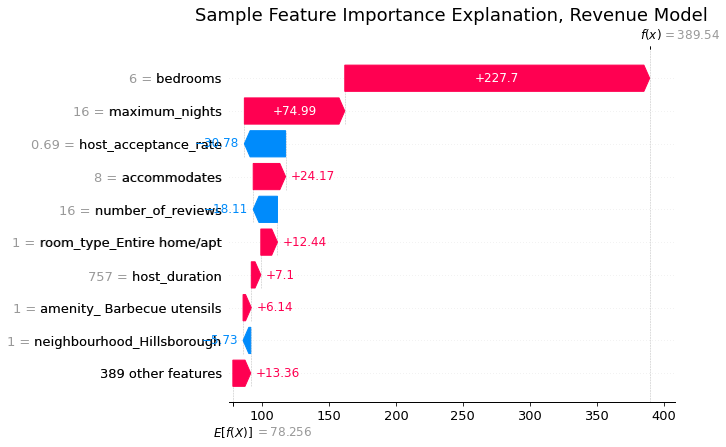 Sample Feature Importance Explanation, Revenue Model
f(x) = 389.54
6 = bedrooms +227.7
16 = maximum_nights +74.99
0.69 = host_acceptance_rate −30.78
8 = accommodates +24.17
16 = number_of_reviews −18.11
1 = room_type_Entire home/apt +12.44
757 = host_duration +7.1
1 = amenity_ Barbecue utensils +6.14
1 = neighbourhood_Hillsborough −5.73
389 other features +13.36
100 150 200 250 300 350 400
E[f(X)] = 78.256